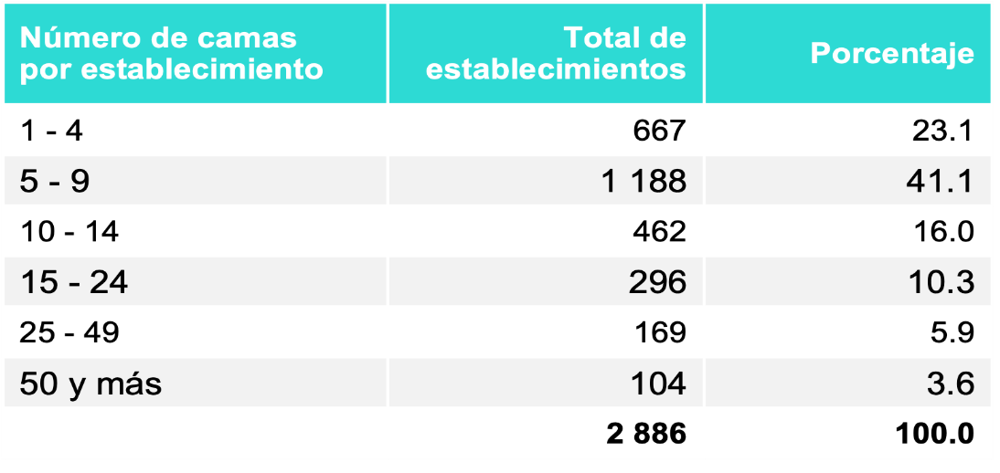 Número de camas por establecimiento Total de establecimientos Porcentaje
1 - 4 667 23.1
5 - 9 1 188 41.1
10 - 14 462 16.0
15 - 24 296 10.3
25 - 49 169 5.9
50 y más 104 3.6
2 886 100.0